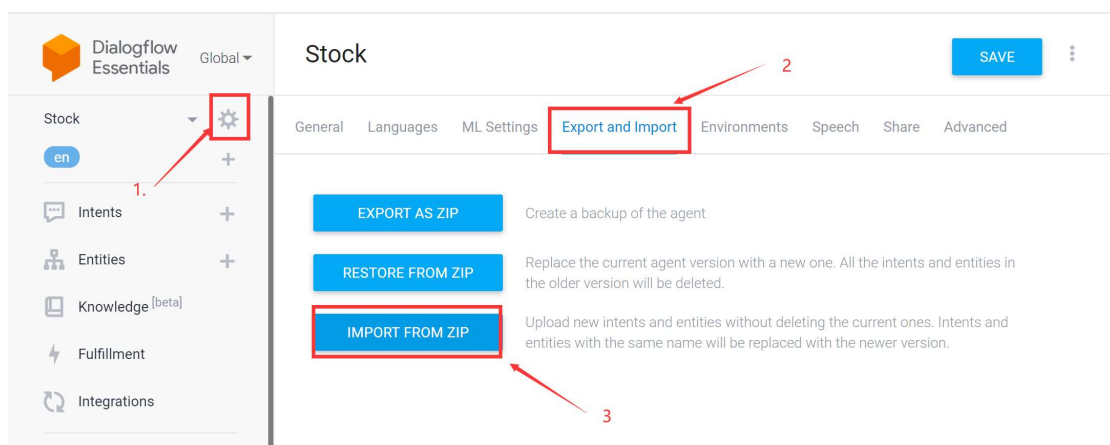 Dialogflow
Essentials
Global
Stock
SAVE
2
Stock
General
Languages
ML Settings
Export and Import
Environments
Speech
Share
Advanced
en
1.
Intents
Entities
Knowledge [beta]
Fulfillment
Integrations
EXPORT AS ZIP
Create a backup of the agent
RESTORE FROM ZIP
Replace the current agent version with a new one. All the intents and entities in
the older version will be deleted.
IMPORT FROM ZIP
Upload new intents and entities without deleting the current ones. Intents and
entities with the same name will be replaced with the newer version.
3